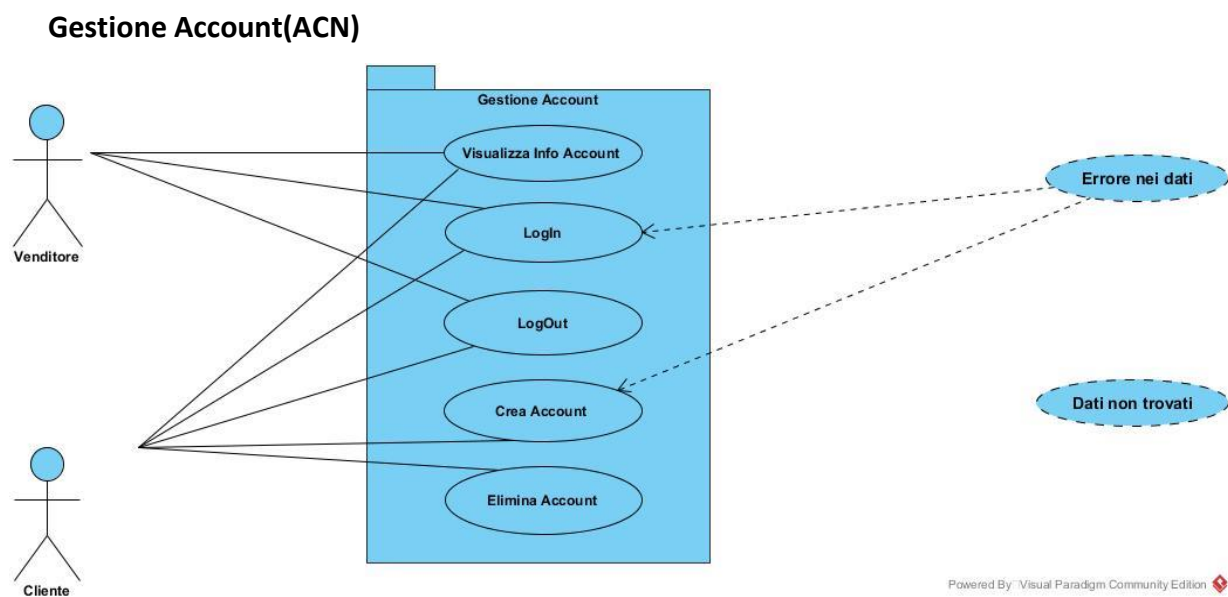 Gestione Account(ACN)
Gestione Account
Visualizza Info Account
Errore nei dati
LogIn
Venditore
LogOut
Crea Account
Dati non trovati
Elimina Account
Cliente
Powered By Visual Paradigm Community Edition